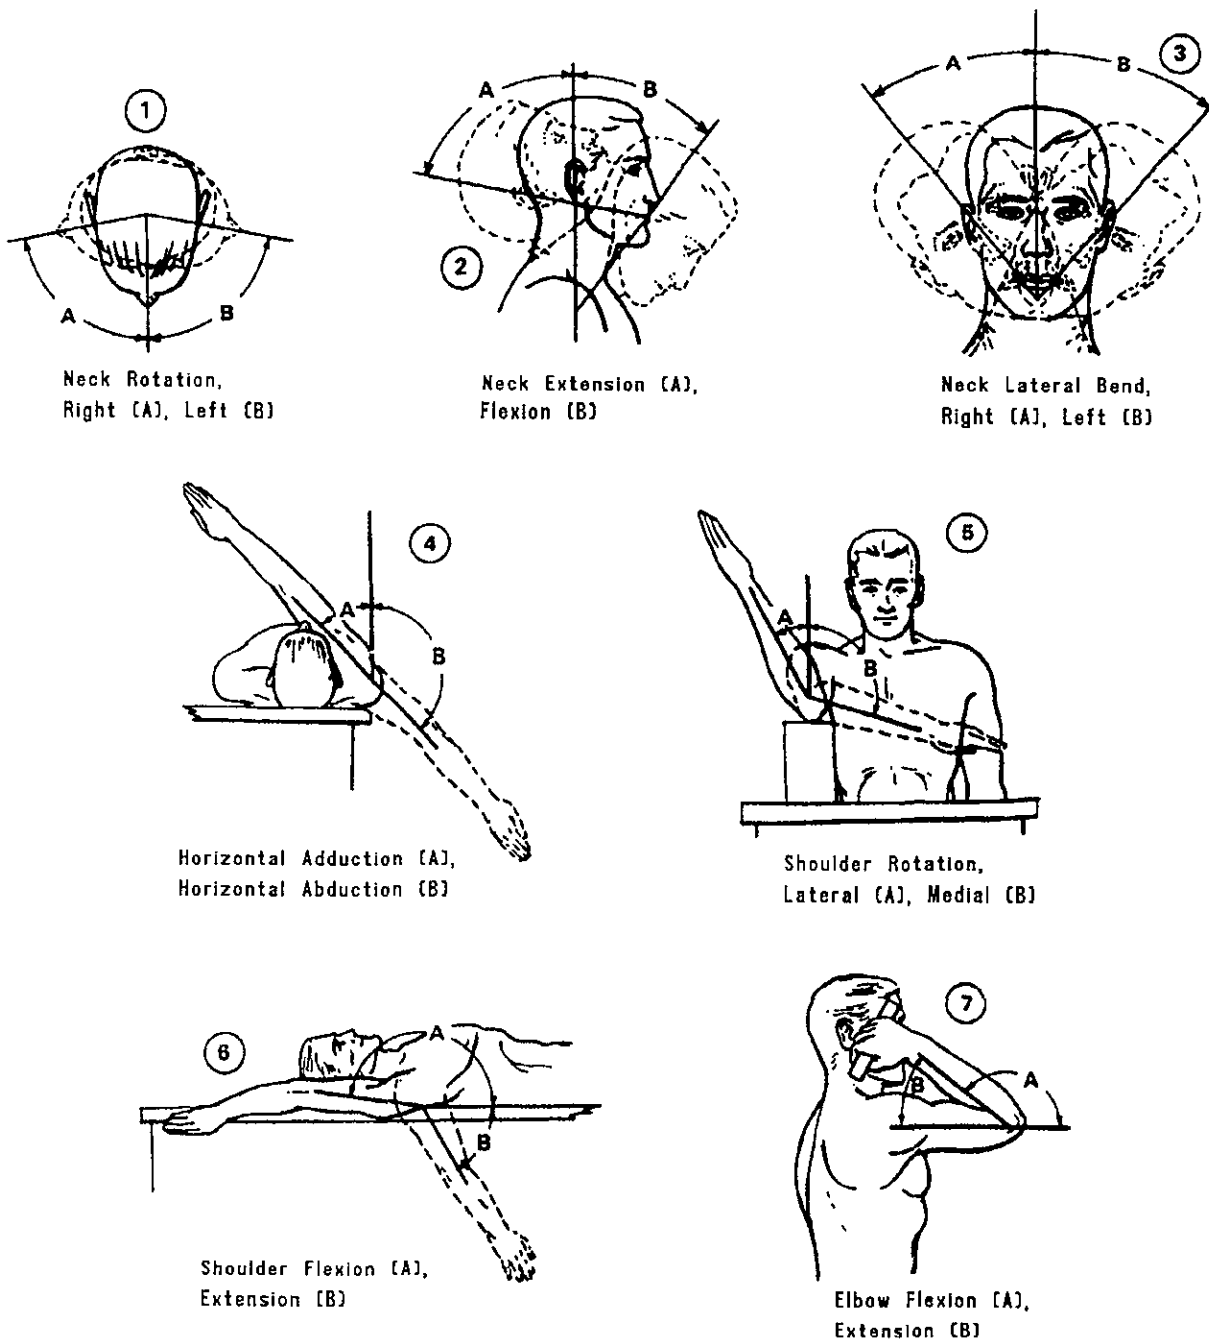 1
A
B
Neck Rotation,
Right (A), Left (B)
2
A
B
Neck Extension (A),
Flexion (B)
3
A
B
Neck Lateral Bend,
Right (A), Left (B)
4
A
B
Horizontal Adduction (A),
Horizontal Abduction (B)
5
A
B
Shoulder Rotation,
Lateral (A), Medial (B)
6
A
B
Shoulder Flexion (A),
Extension (B)
7
A
B
Elbow Flexion (A),
Extension (B)